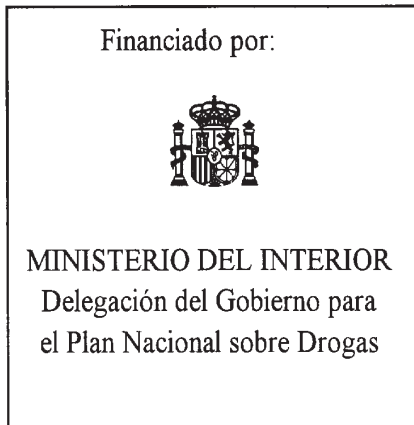 Financiado por:
MINISTERIO DEL INTERIOR
Delegación del Gobierno para
el Plan Nacional sobre Drogas